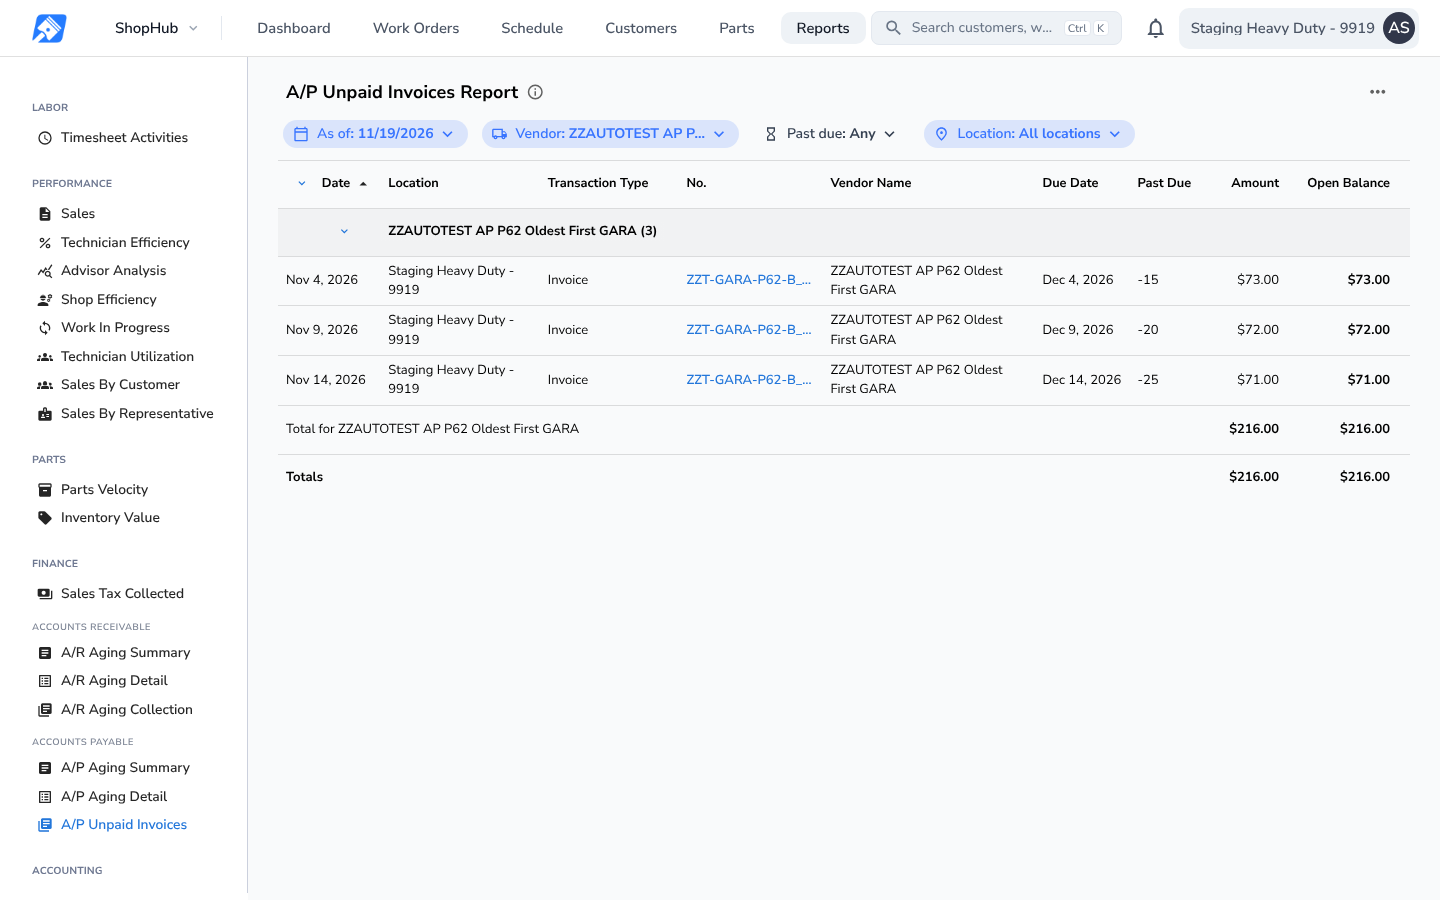 ShopHub
Dashboard
Work Orders
Schedule
Customers
Parts
Reports
Search customers, w...
Ctrl
K
Staging Heavy Duty - 9919
AS
LABOR
Timesheet Activities
PERFORMANCE
Sales
Technician Efficiency
Advisor Analysis
Shop Efficiency
Work In Progress
Technician Utilization
Sales By Customer
Sales By Representative
PARTS
Parts Velocity
Inventory Value
FINANCE
Sales Tax Collected
ACCOUNTS RECEIVABLE
A/R Aging Summary
A/R Aging Detail
A/R Aging Collection
ACCOUNTS PAYABLE
A/P Aging Summary
A/P Aging Detail
A/P Unpaid Invoices
ACCOUNTING
A/P Unpaid Invoices Report
As of: 11/19/2026
Vendor: ZZAUTOTEST AP P...
Past due: Any
Location: All locations
Date Location Transaction Type No. Vendor Name Due Date Past Due Amount Open Balance
ZZAUTOTEST AP P62 Oldest First GARA (3)
Nov 4, 2026 Staging Heavy Duty - Invoice ZZT-GARA-P62-B_... ZZAUTOTEST AP P62 Oldest Dec 4, 2026 -15 $73.00 $73.00
9919 First GARA
Nov 9, 2026 Staging Heavy Duty - Invoice ZZT-GARA-P62-B_... ZZAUTOTEST AP P62 Oldest Dec 9, 2026 -20 $72.00 $72.00
9919 First GARA
Nov 14, 2026 Staging Heavy Duty - Invoice ZZT-GARA-P62-B_... ZZAUTOTEST AP P62 Oldest Dec 14, 2026 -25 $71.00 $71.00
9919 First GARA
Total for ZZAUTOTEST AP P62 Oldest First GARA $216.00 $216.00
Totals $216.00 $216.00